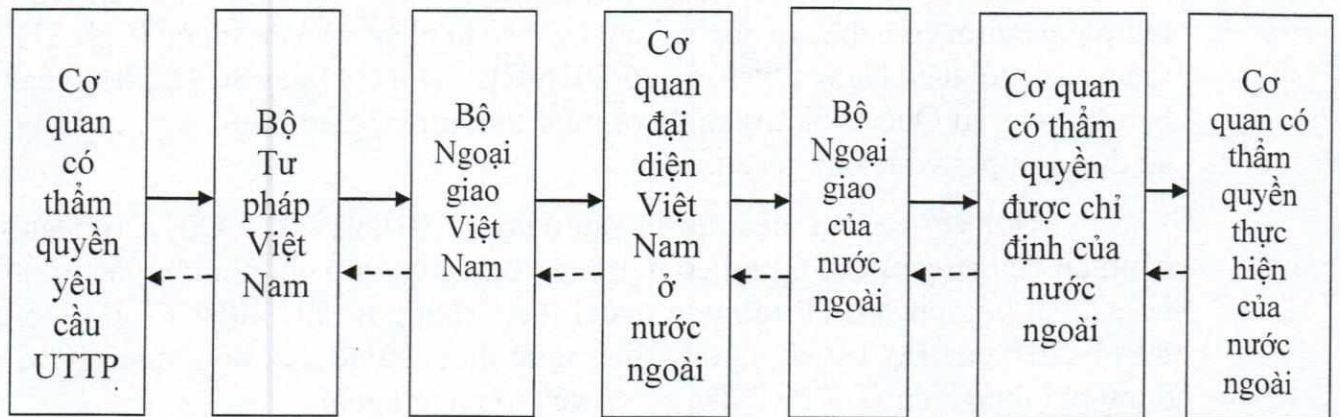 Cơ
quan
có
thẩm
quyền
yêu
cầu
UTTP
Bộ
Tư
pháp
Việt
Nam
Bộ
Ngoại
giao
Việt
Nam
Cơ
quan
đại
diện
Việt
Nam
ở
nước
ngoài
Bộ
Ngoại
giao
của
nước
ngoài
Cơ quan
có thẩm
quyền
được chỉ
định của
nước
ngoài
Cơ
quan có
thẩm
quyền
thực
hiện
của
nước
ngoài